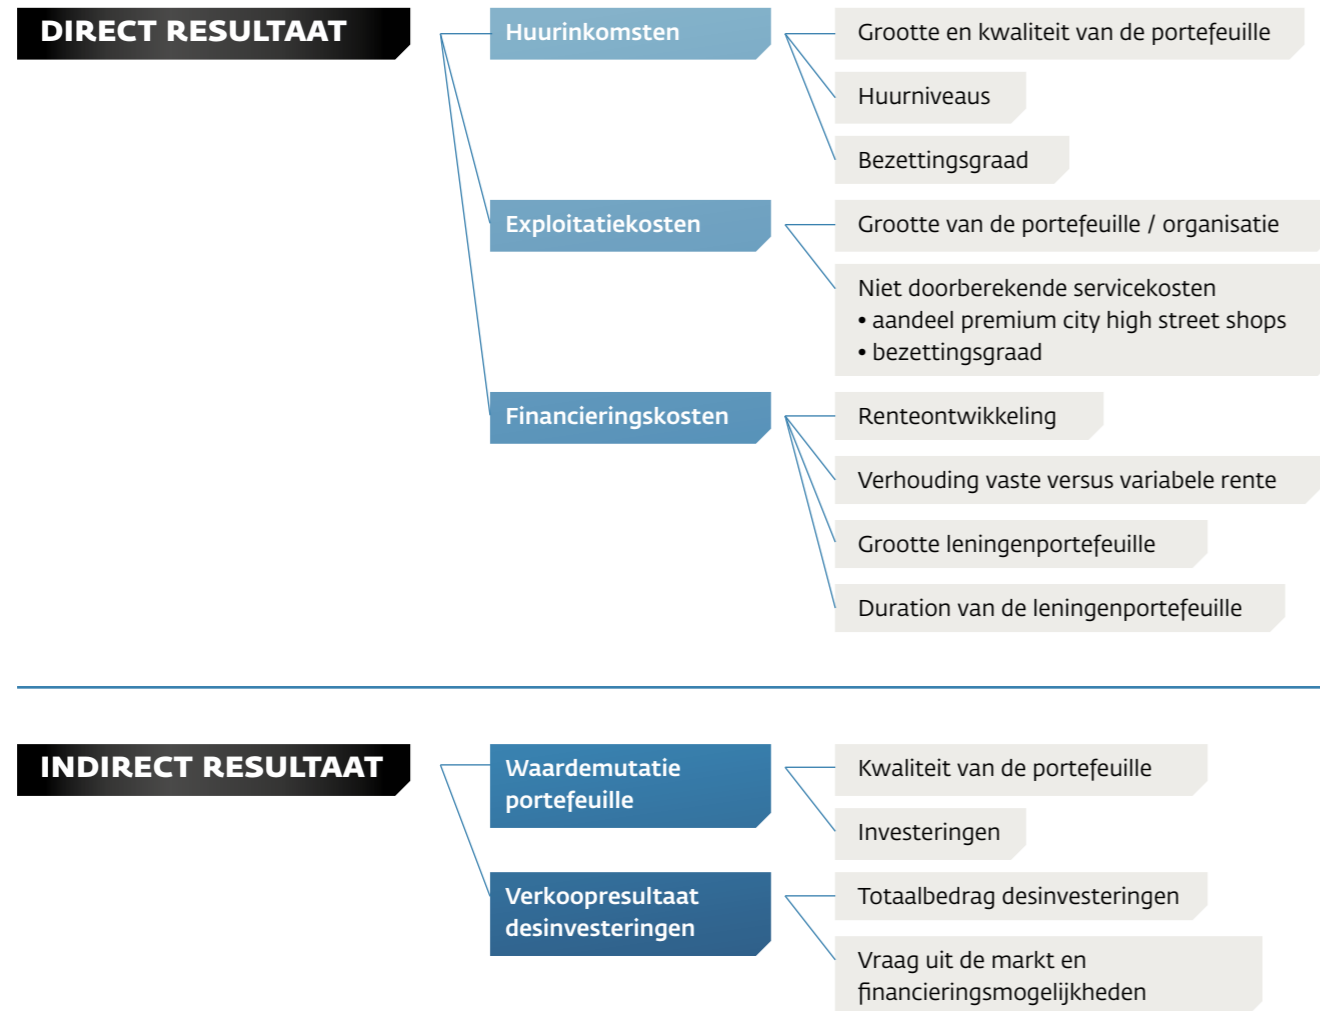 DIRECT RESULTAAT
Huurinkomsten
Grootte en kwaliteit van de portefeuille
Huurniveaus
Bezettingsgraad
Exploitatiekosten
Grootte van de portefeuille / organisatie
Niet doorberekende servicekosten
• aandeel premium city high street shops
• bezettingsgraad
Financieringskosten
Renteontwikkeling
Verhouding vaste versus variabele rente
Grootte leningenportefeuille
Duration van de leningenportefeuille
INDIRECT RESULTAAT
Waardemutatie
portefeuille
Kwaliteit van de portefeuille
Investeringen
Verkoopresultaat
desinvesteringen
Totaalbedrag desinvesteringen
Vraag uit de markt en
financieringsmogelijkheden